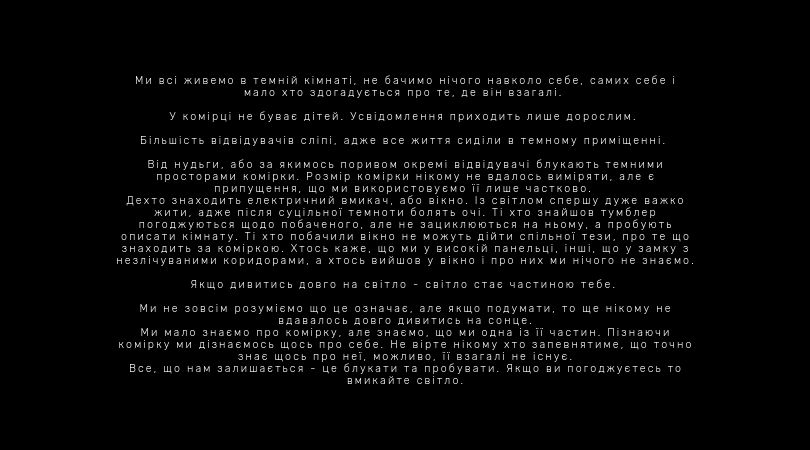 Ми всі живемо в темній кімнаті, не бачимо нічого навколо себе, самих себе і
мало хто здогадується про те, де він взагалі.
У комірці не буває дітей. Усвідомлення приходить лише дорослим.
Більшість відвідувачів сліпі, адже все життя сиділи в темному приміщенні.
Від нудьги, або за якимось поривом окремі відвідувачі блукають темними
просторами комірки. Розмір комірки нікому не вдалось виміряти, але є
припущення, що ми використовуємо її лише частково.
Дехто знаходить електричний вмикач, або вікно. Із світлом спершу дуже важко
жити, адже після суцільної темноти болять очі. Ті хто знайшов тумблер
погоджуються щодо побаченого, але не зациклюються на ньому, а пробують
описати кімнату. Ті хто побачили вікно не можуть дійти спільної тези, про те що
знаходить за коміркою. Хтось каже, що ми у високій панельці, інші, що у замку з
незлічуваними коридорами, а хтось вийшов у вікно і про них ми нічого не знаємо.
Якщо дивитись довго на світло - світло стає частиною тебе.
Ми не зовсім розуміємо що це означає, але якщо подумати, то ще нікому не
вдавалось довго дивитись на сонце.
Ми мало знаємо про комірку, але знаємо, що ми одна із її частин. Пізнаючи
комірку ми дізнаємось щось про себе. Не вірте нікому хто запевнятиме, що точно
знає щось про неї, можливо, її взагалі не існує.
Все, що нам залишається - це блукати та пробувати. Якщо ви погоджуєтесь то
вмикайте світло.